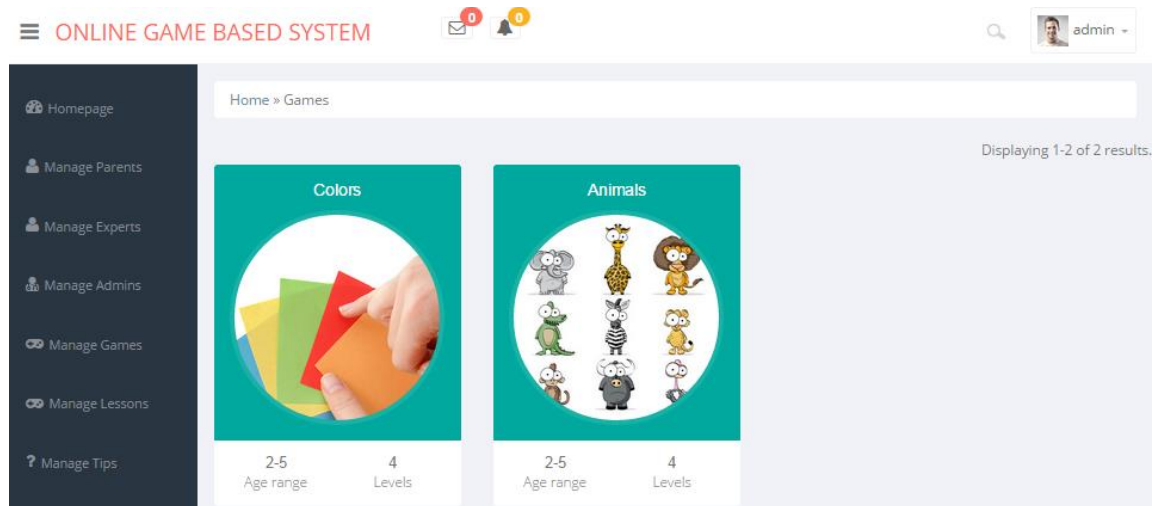 ONLINE GAME BASED SYSTEM
0
0
admin
Homepage
Manage Parents
Manage Experts
Manage Admins
Manage Games
Manage Lessons
? Manage Tips
Home » Games
Displaying 1-2 of 2 results.
Colors
2-5
4
Age range
Levels
Animals
2-5
4
Age range
Levels